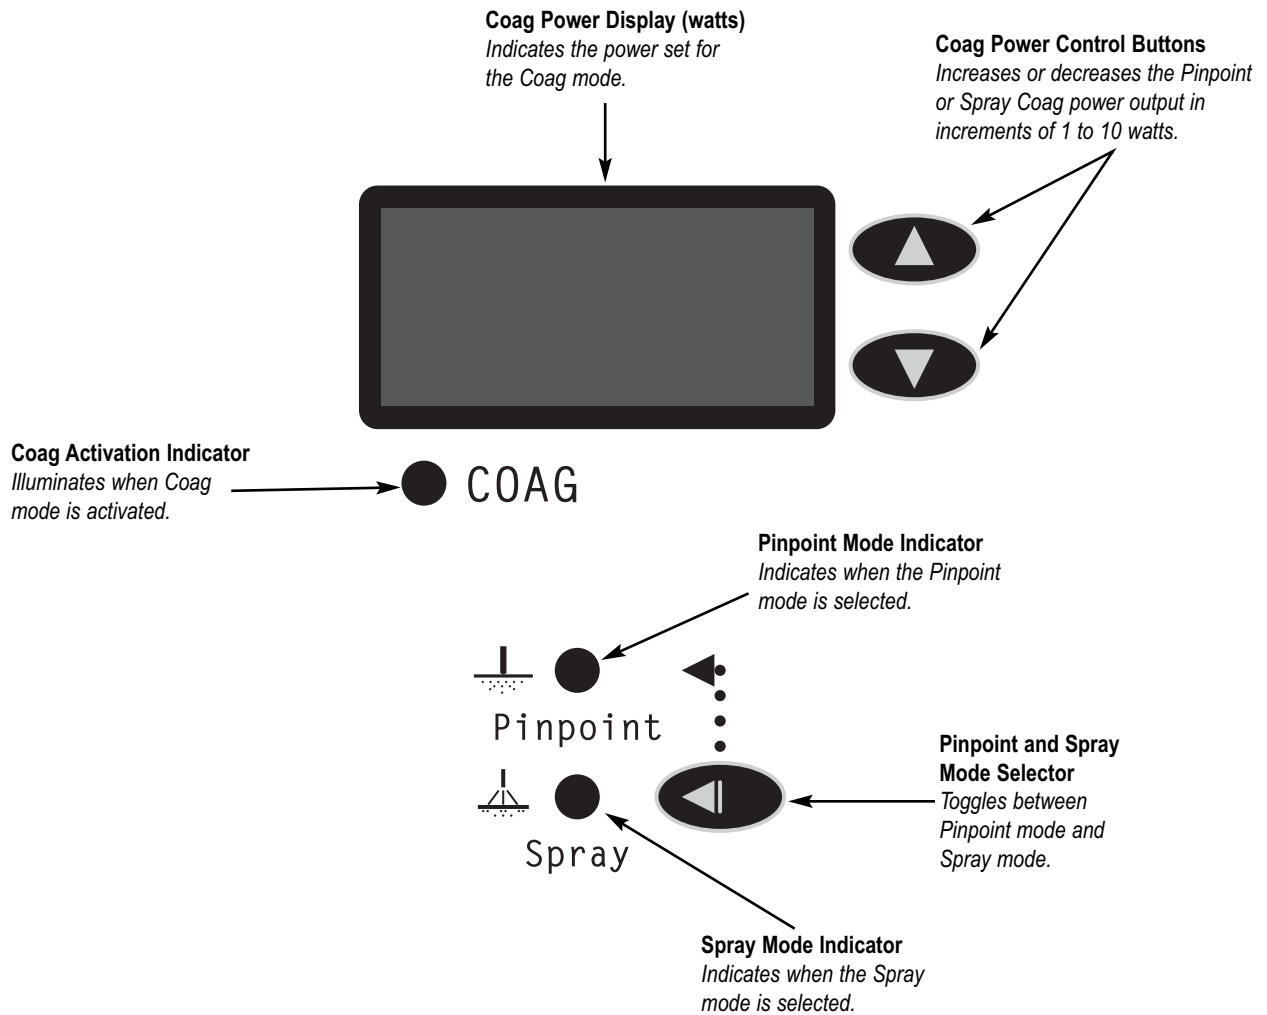 Coag Power Display (watts)
Indicates the power set for
the Coag mode.
Coag Power Control Buttons
Increases or decreases the Pinpoint
or Spray Coag power output in
increments of 1 to 10 watts.
Coag Activation Indicator
Illuminates when Coag
mode is activated.
COAG
Pinpoint Mode Indicator
Indicates when the Pinpoint
mode is selected.
Pinpoint
Pinpoint and Spray
Mode Selector
Toggles between
Pinpoint mode and
Spray mode.
Spray
Spray Mode Indicator
Indicates when the Spray
mode is selected.